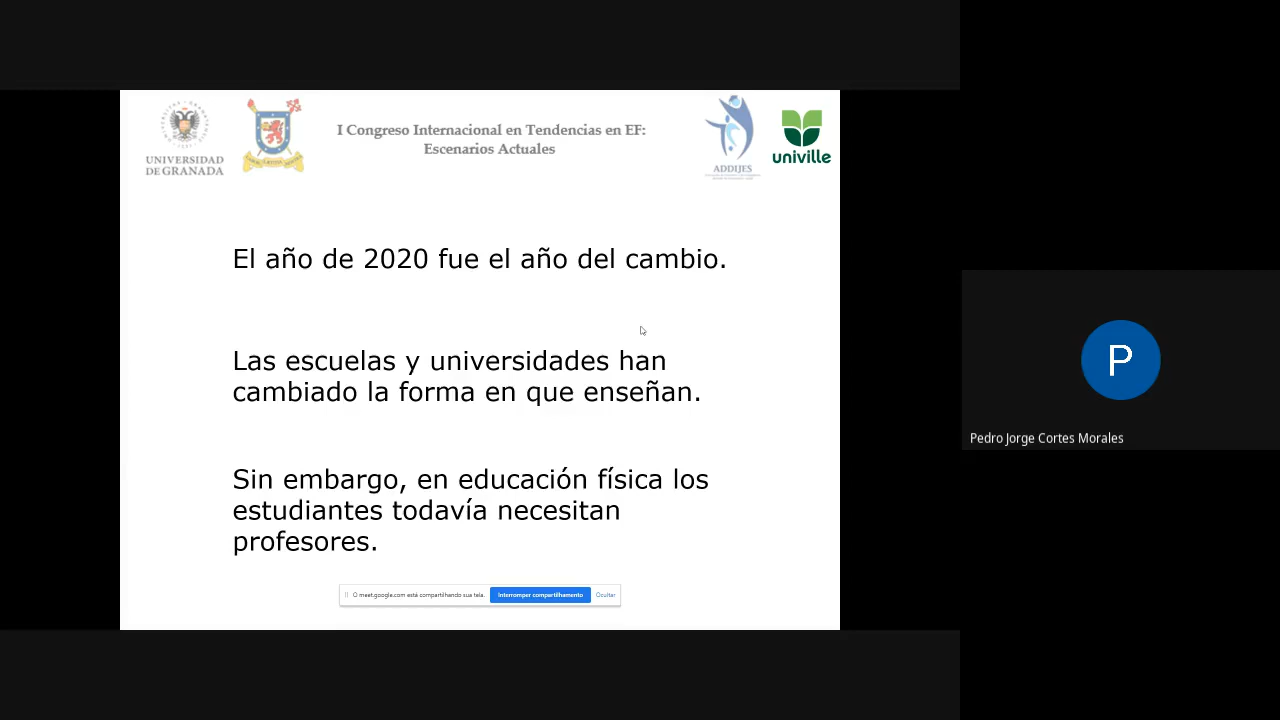 UNIVERSIDAD
DE GRANADA
I Congreso Internacional en Tendencias en EF:
Escenarios Actuales
ADDIJES
univille
El año de 2020 fue el año del cambio.
Las escuelas y universidades han
cambiado la forma en que enseñan.
Sin embargo, en educación física los
estudiantes todavía necesitan
profesores.
O meet.google.com está compartilhando sua tela.
Interromper compartilhamento
Ocultar
P
Pedro Jorge Cortes Morales